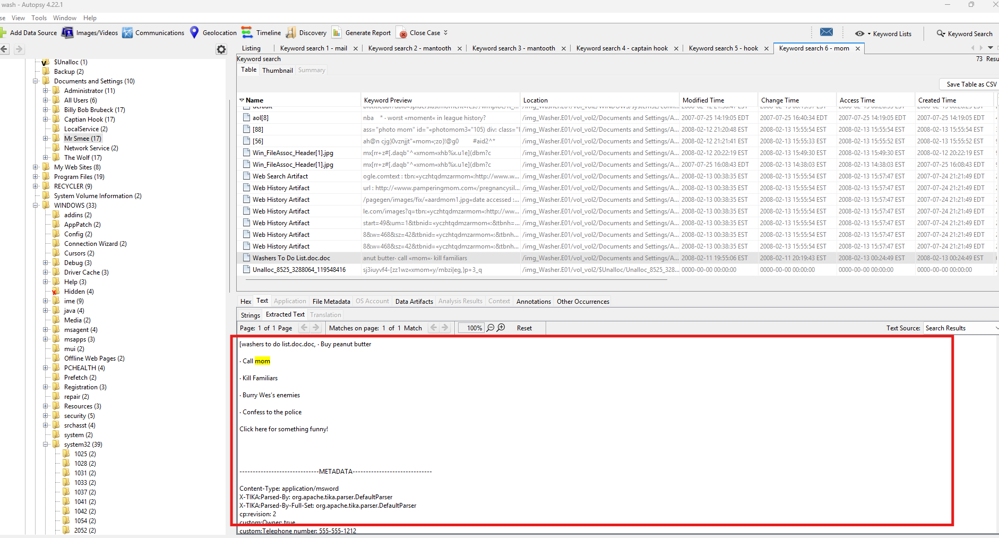 wash - Autopsy 4.22.1
se View Tools Window Help
Add Data Source Images/Videos Communications Geolocation Timeline Discovery Generate Report Close Case Keyword Lists Keyword Search
Listing Keyword search 1 - mail Keyword search 2 - mantooth Keyword search 3 - mantooth Keyword search 4 - captain hook Keyword search 5 - hook Keyword search 6 - mom
Keyword search 73 Resu
Table Thumbnail Summary
Save Table as CSV
$Unalloc (1)
Backup (2)
Documents and Settings (10)
Administrator (11)
All Users (6)
Billy Bob Brubeck (17)
Captian Hook (17)
LocalService (2)
Mr Smee (17)
Network Service (2)
The Wolf (17)
My Web Sites (8)
Program Files (19)
RECYCLER (9)
System Volume Information (2)
WINDOWS (33)
addins (2)
AppPatch (2)
Config (2)
Connection Wizard (2)
Cursors (2)
Debug (3)
Driver Cache (3)
Help (3)
Hidden (4)
ime (9)
java (4)
Media (2)
msagent (4)
msapps (3)
mui (2)
Offline Web Pages (2)
PCHEALTH (4)
Prefetch (2)
Registration (3)
repair (2)
Resources (3)
security (5)
srchasst (4)
system (2)
system32 (39)
1025 (2)
1028 (2)
1031 (2)
1033 (2)
1037 (2)
1041 (2)
1042 (2)
1054 (2)
2052 (2)
Name Keyword Preview Location Modified Time Change Time Access Time Created Time
aol[8] nba * · worst «moment« in league history? /img_Washer.E01/vol_vol2/Documents and Settings/A... 2007-07-25 14:19:05 EDT 2007-07-25 16:40:34 EDT 2007-07-25 14:19:05 EDT 2007-07-25 14:19:05 EDT
[88] ass="photo mom" id="«photomom3«"105) div: class="l /img_Washer.E01/vol_vol2/Documents and Settings/A... 2008-02-12 21:20:48 EST 2008-02-13 15:55:54 EST 2008-02-13 15:55:54 EST 2008-02-13 15:55:54 EST
[56] ah@n cjg}0vznjjt"«mom«;zo}!@g0 #aid2^* /img_Washer.E01/vol_vol2/Documents and Settings/A... 2008-02-12 21:21:41 EST 2008-02-13 15:55:33 EST 2008-02-13 15:55:52 EST 2008-02-13 15:55:52 EST
Win_FileAssoc_Header[1].jpg mx[rr+z#[.daqb"^«xmom«xhb%x.u1e](dbm?c /img_Washer.E01/vol_vol2/Documents and Settings/A... 2008-02-12 20:22:19 EST 2008-02-13 15:49:30 EST 2008-02-13 15:49:30 EST 2008-02-12 20:22:19 EST
Win_FileAssoc_Header[1].jpg mx[rr+z#[.daqb"^«xmom«xhb%x.u1e](dbm?c /img_Washer.E01/vol_vol2/Documents and Settings/A... 2007-07-25 16:08:43 EDT 2008-02-13 14:38:03 EST 2008-02-13 14:38:03 EST 2007-07-25 16:08:43 EDT
Web Search Artifact ogle.comtext : tbn:«yczhtqdmzarmom«:http://www.w... /img_Washer.E01/vol_vol2/Documents and Settings/A... 2008-02-13 00:38:35 EST 2008-02-13 15:55:54 EST 2008-02-13 15:57:47 EST 2007-07-24 21:21:49 EDT
Web History Artifact url : http://«www.pamperingmom.com«/pregnancysil... /img_Washer.E01/vol_vol2/Documents and Settings/A... 2008-02-13 00:38:35 EST 2008-02-13 15:55:54 EST 2008-02-13 15:57:47 EST 2007-07-24 21:21:49 EDT
Web History Artifact /pagegen/images/fix/«aardmom1.jpg«date accessed :... /img_Washer.E01/vol_vol2/Documents and Settings/A... 2008-02-13 00:38:35 EST 2008-02-13 15:55:54 EST 2008-02-13 15:57:47 EST 2007-07-24 21:21:49 EDT
Web History Artifact le.com/images?q=tbn:«yczhtqdmzarmom«:http://ww... /img_Washer.E01/vol_vol2/Documents and Settings/A... 2008-02-13 00:38:35 EST 2008-02-13 15:55:54 EST 2008-02-13 15:57:47 EST 2007-07-24 21:21:49 EDT
Web History Artifact start=49&um=1&tbnid=«yczhtqdmzarmom«:&tbnh=... /img_Washer.E01/vol_vol2/Documents and Settings/A... 2008-02-13 00:38:35 EST 2008-02-13 15:55:54 EST 2008-02-13 15:57:47 EST 2007-07-24 21:21:49 EDT
Web History Artifact 8&w=468&sz=42&tbnid=«yczhtqdmzarmom«:&tbnh... /img_Washer.E01/vol_vol2/Documents and Settings/A... 2008-02-13 00:38:35 EST 2008-02-13 15:55:54 EST 2008-02-13 15:57:47 EST 2007-07-24 21:21:49 EDT
Web History Artifact 8&w=468&sz=42&tbnid=«yczhtqdmzarmom«:&tbnh... /img_Washer.E01/vol_vol2/Documents and Settings/A... 2008-02-13 00:38:35 EST 2008-02-13 15:55:54 EST 2008-02-13 15:57:47 EST 2007-07-24 21:21:49 EDT
Washers To Do List.doc.doc anut butter· call «mom«· kill familiars /img_Washer.E01/vol_vol2/Documents and Settings/A... 2008-02-11 19:55:06 EST 2008-02-11 20:19:43 EST 2008-02-13 00:24:49 EST 2008-02-13 00:24:49 EST
Unalloc_8525_3288064_119548416 sj3iuyvf4-[zz1wz«xmom«y/mbzi|eg,}p+3_q /img_Washer.E01/vol_vol2/$Unalloc/Unalloc_8525_328... 0000-00-00 00:00:00 0000-00-00 00:00:00 0000-00-00 00:00:00 0000-00-00 00:00:00
Hex Text Application File Metadata OS Account Data Artifacts Analysis Results Context Annotations Other Occurrences
Strings Extracted Text Translation
Page: 1 of 1 Page Matches on page: 1 of 1 Match 100% Reset Text Source: Search Results
[washers to do list.doc.doc, · Buy peanut butter
· Call mom
· Kill Familiars
· Burry Wes's enemies
· Confess to the police
Click here for something funny!
------------------------------METADATA------------------------------
Content-Type: application/msword
X-TIKA:Parsed-By: org.apache.tika.parser.DefaultParser
X-TIKA:Parsed-By-Full-Set: org.apache.tika.parser.DefaultParser
cp:revision: 2
custom:Owner: true
custom:Telephone number: 555-555-1212